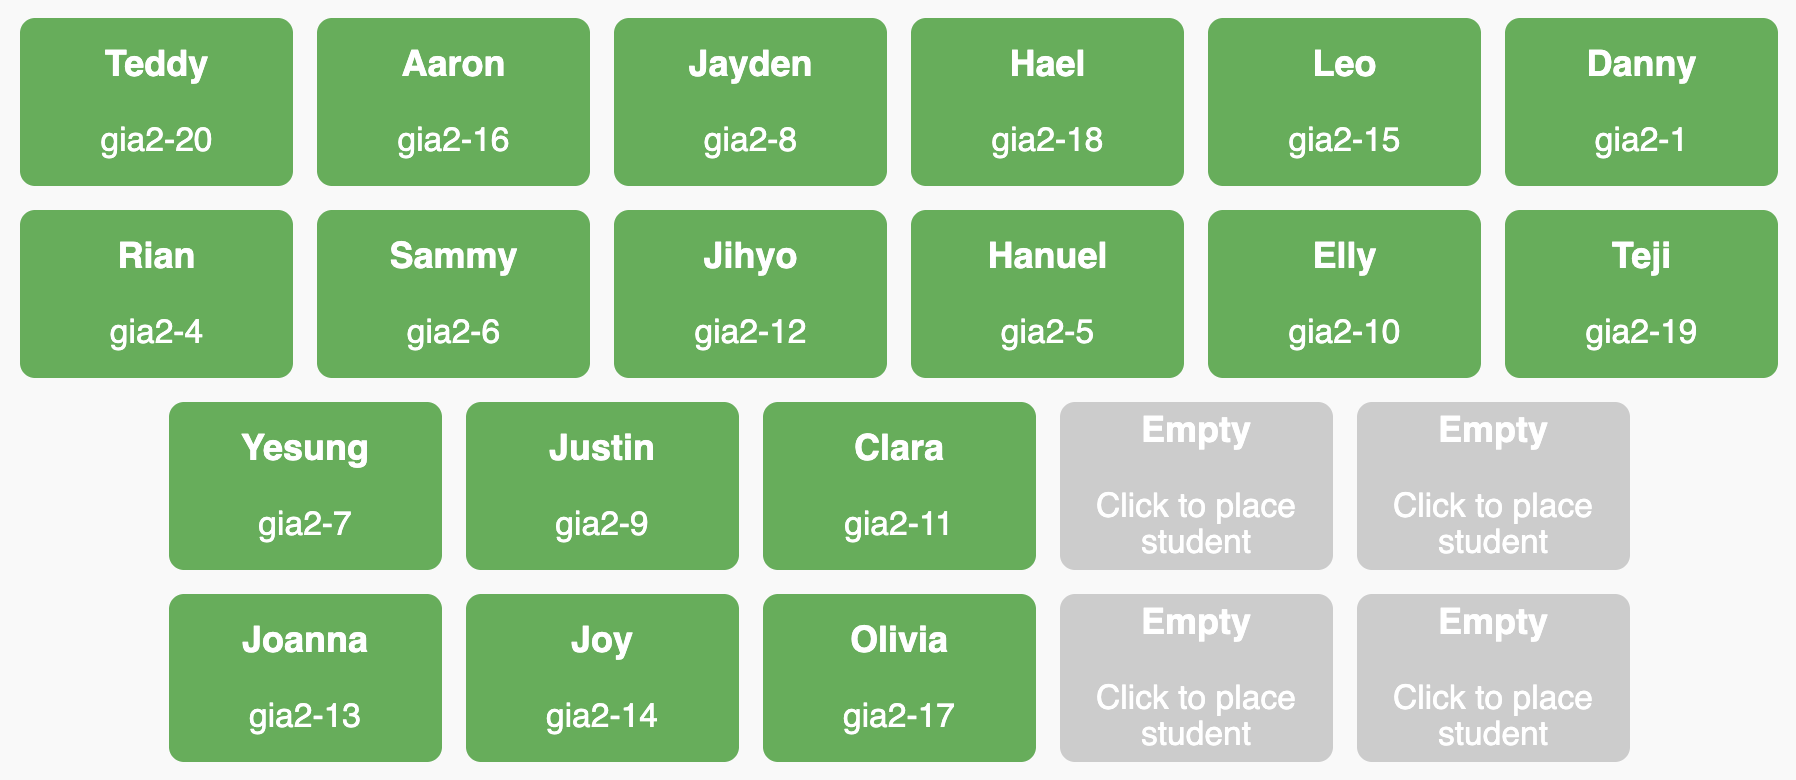 Teddy
gia2-20
Aaron
gia2-16
Jayden
gia2-8
Hael
gia2-18
Leo
gia2-15
Danny
gia2-1
Rian
gia2-4
Sammy
gia2-6
Jihyo
gia2-12
Hanuel
gia2-5
Elly
gia2-10
Teji
gia2-19
Yesung
gia2-7
Justin
gia2-9
Clara
gia2-11
Empty
Click to place
student
Empty
Click to place
student
Joanna
gia2-13
Joy
gia2-14
Olivia
gia2-17
Empty
Click to place
student
Empty
Click to place
student